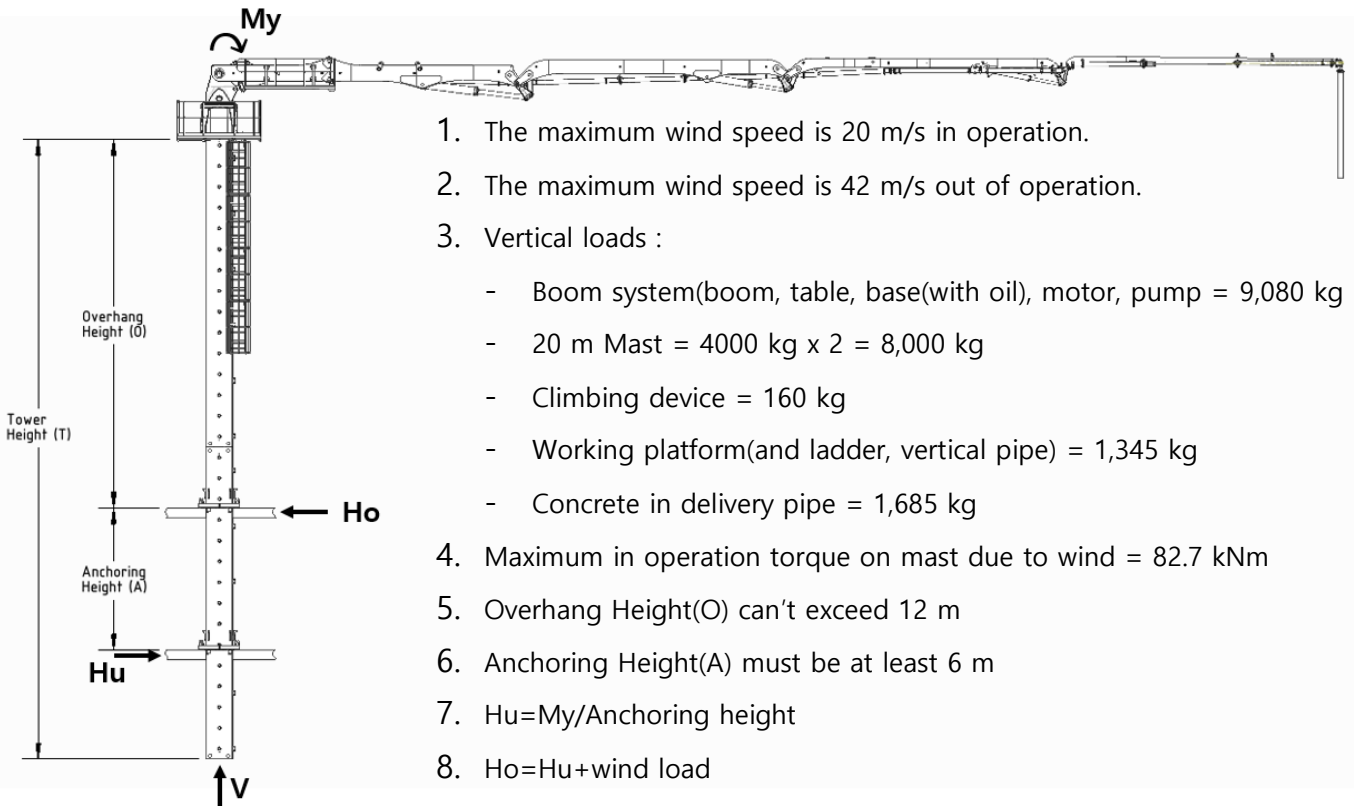 My
1. The maximum wind speed is 20 m/s in operation.
2. The maximum wind speed is 42 m/s out of operation.
3. Vertical loads :
- Boom system(boom, table, base(with oil), motor, pump = 9,080 kg
- 20 m Mast = 4000 kg x 2 = 8,000 kg
- Climbing device = 160 kg
- Working platform(and ladder, vertical pipe) = 1,345 kg
- Concrete in delivery pipe = 1,685 kg
4. Maximum in operation torque on mast due to wind = 82.7 kNm
5. Overhang Height(O) can't exceed 12 m
6. Anchoring Height(A) must be at least 6 m
7. Hu=My/Anchoring height
8. Ho=Hu+wind load
Overhang
Height (O)
Tower
Height (T)
Ho
Anchoring
Height (A)
Hu
V